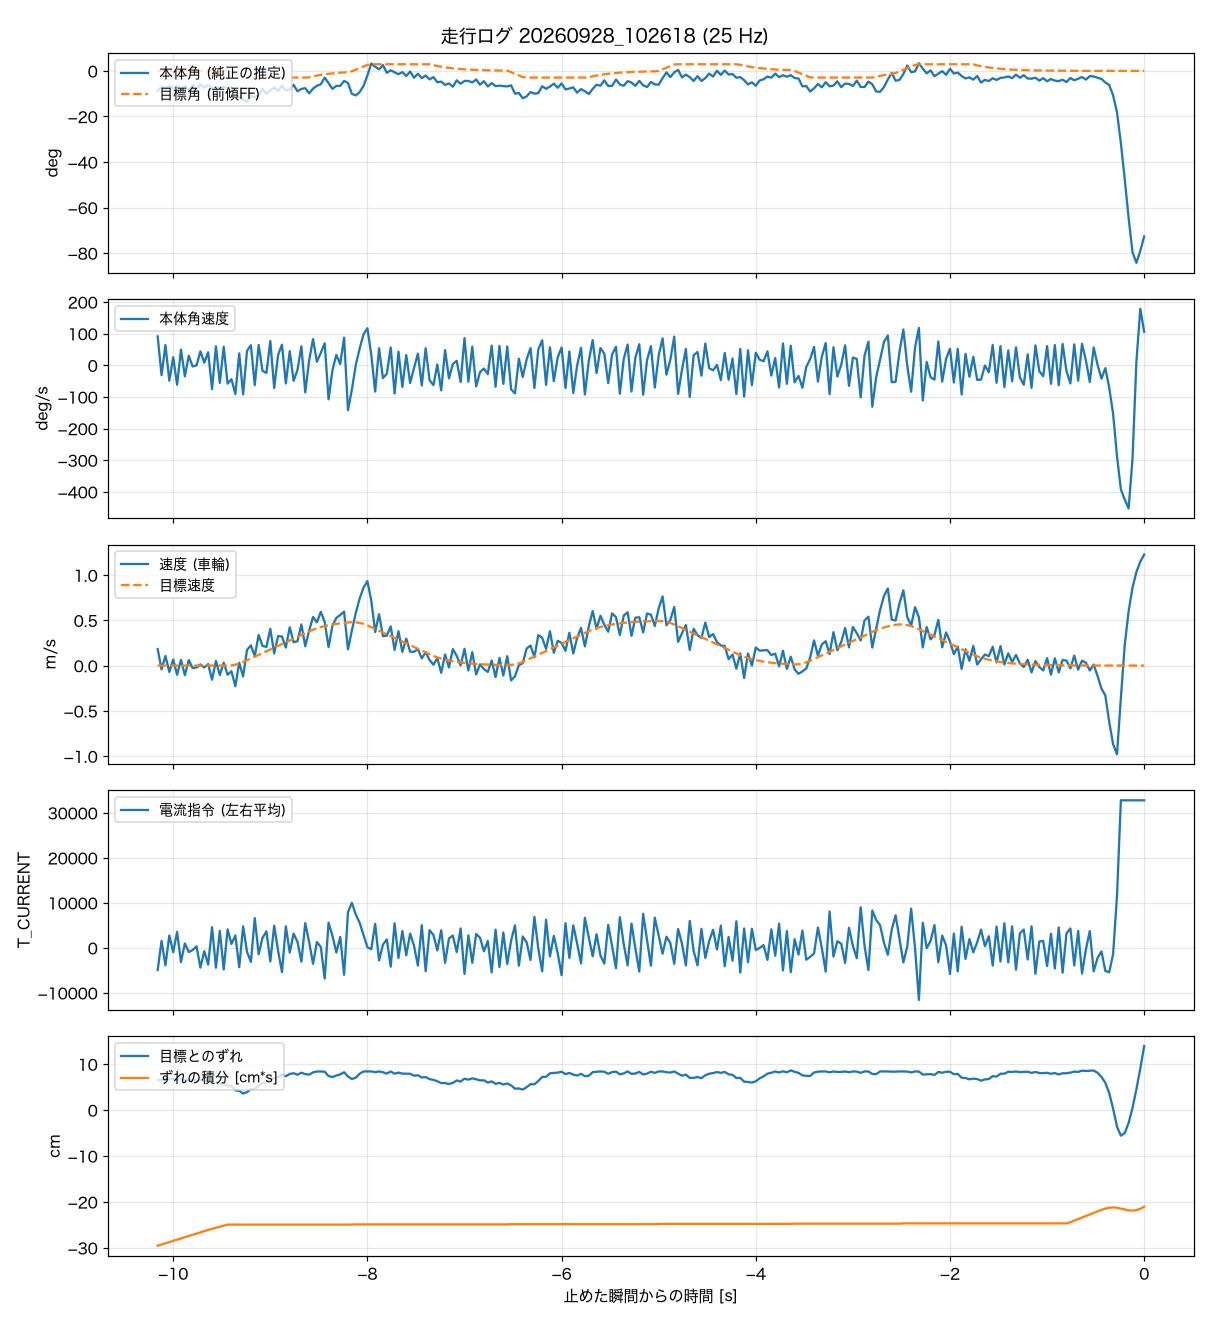 走行ログ 20260928_102618 (25 Hz)
本体角 (純正の推定)
目標角 (前傾FF)
0
−20
−40
−60
−80
deg
本体角速度
200
100
0
−100
−200
−300
−400
deg/s
速度 (車輪)
目標速度
1.0
0.5
0.0
−0.5
−1.0
m/s
電流指令 (左右平均)
30000
20000
10000
0
−10000
T_CURRENT
目標とのずれ
ずれの積分 [cm*s]
10
0
−10
−20
−30
cm
−10 −8 −6 −4 −2 0
止めた瞬間からの時間 [s]